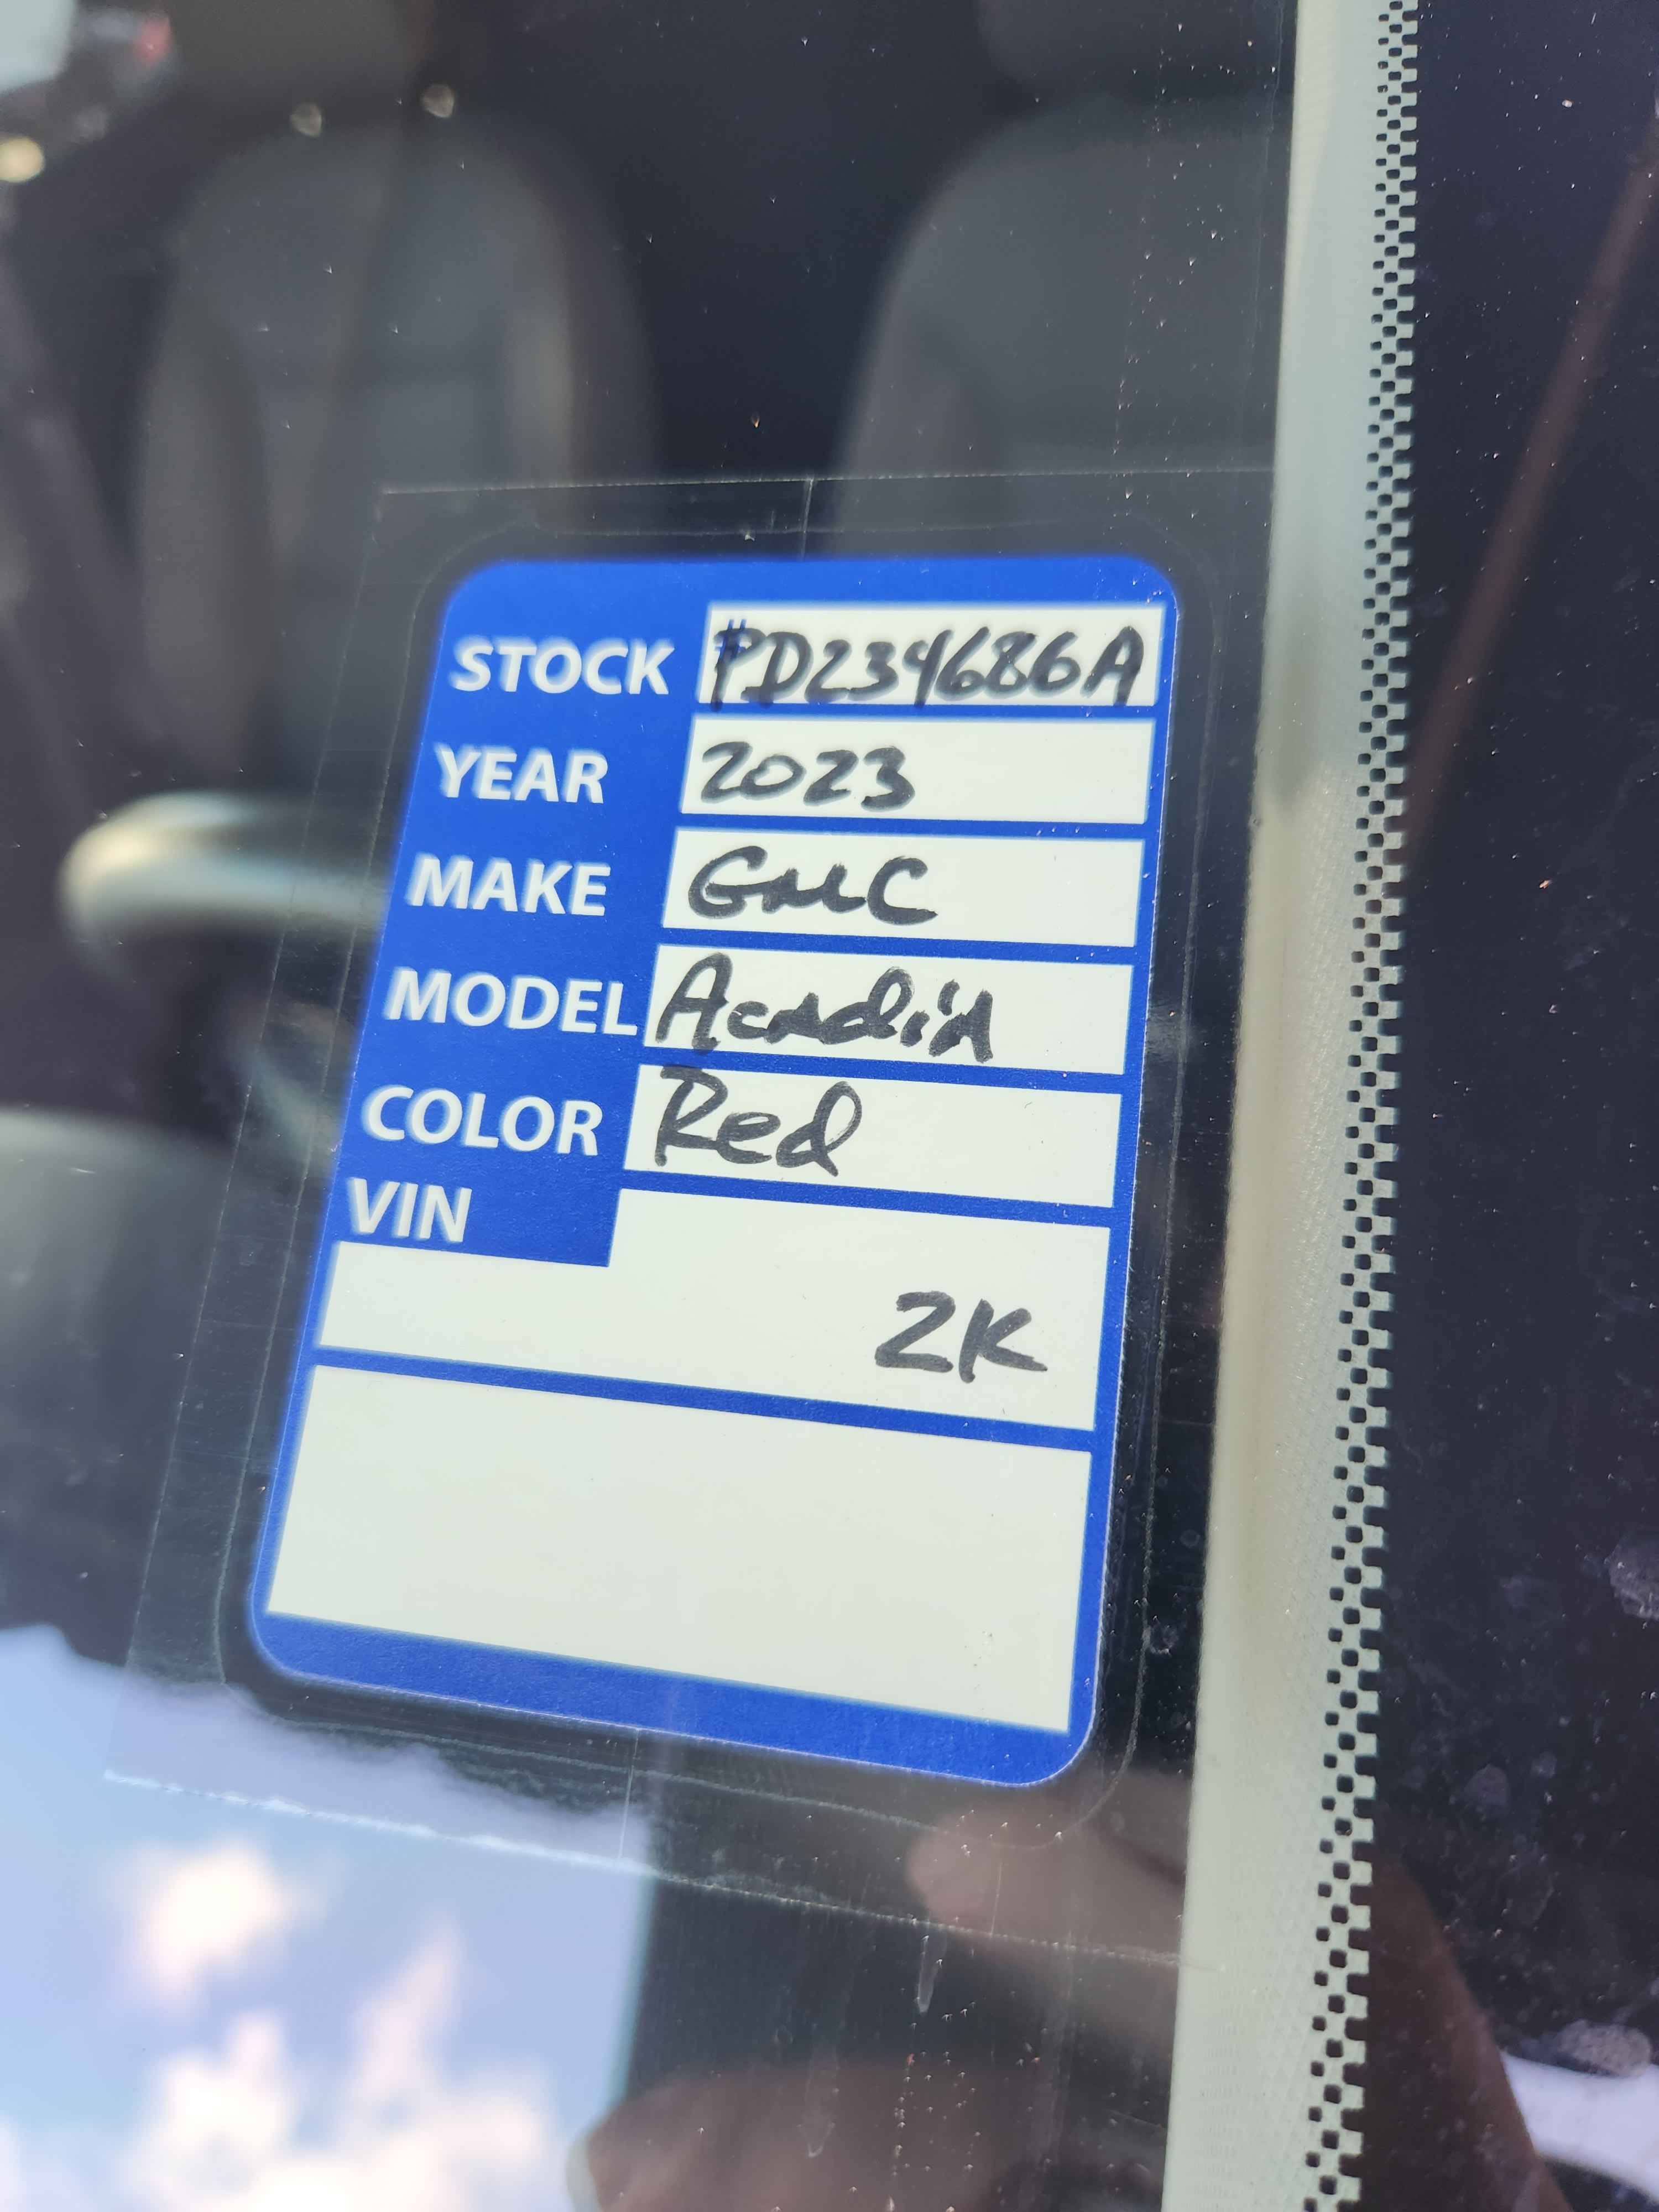 STOCK #PD234686A
YEAR 2023
MAKE GMC
MODEL Acadia
COLOR Red
VIN
2K